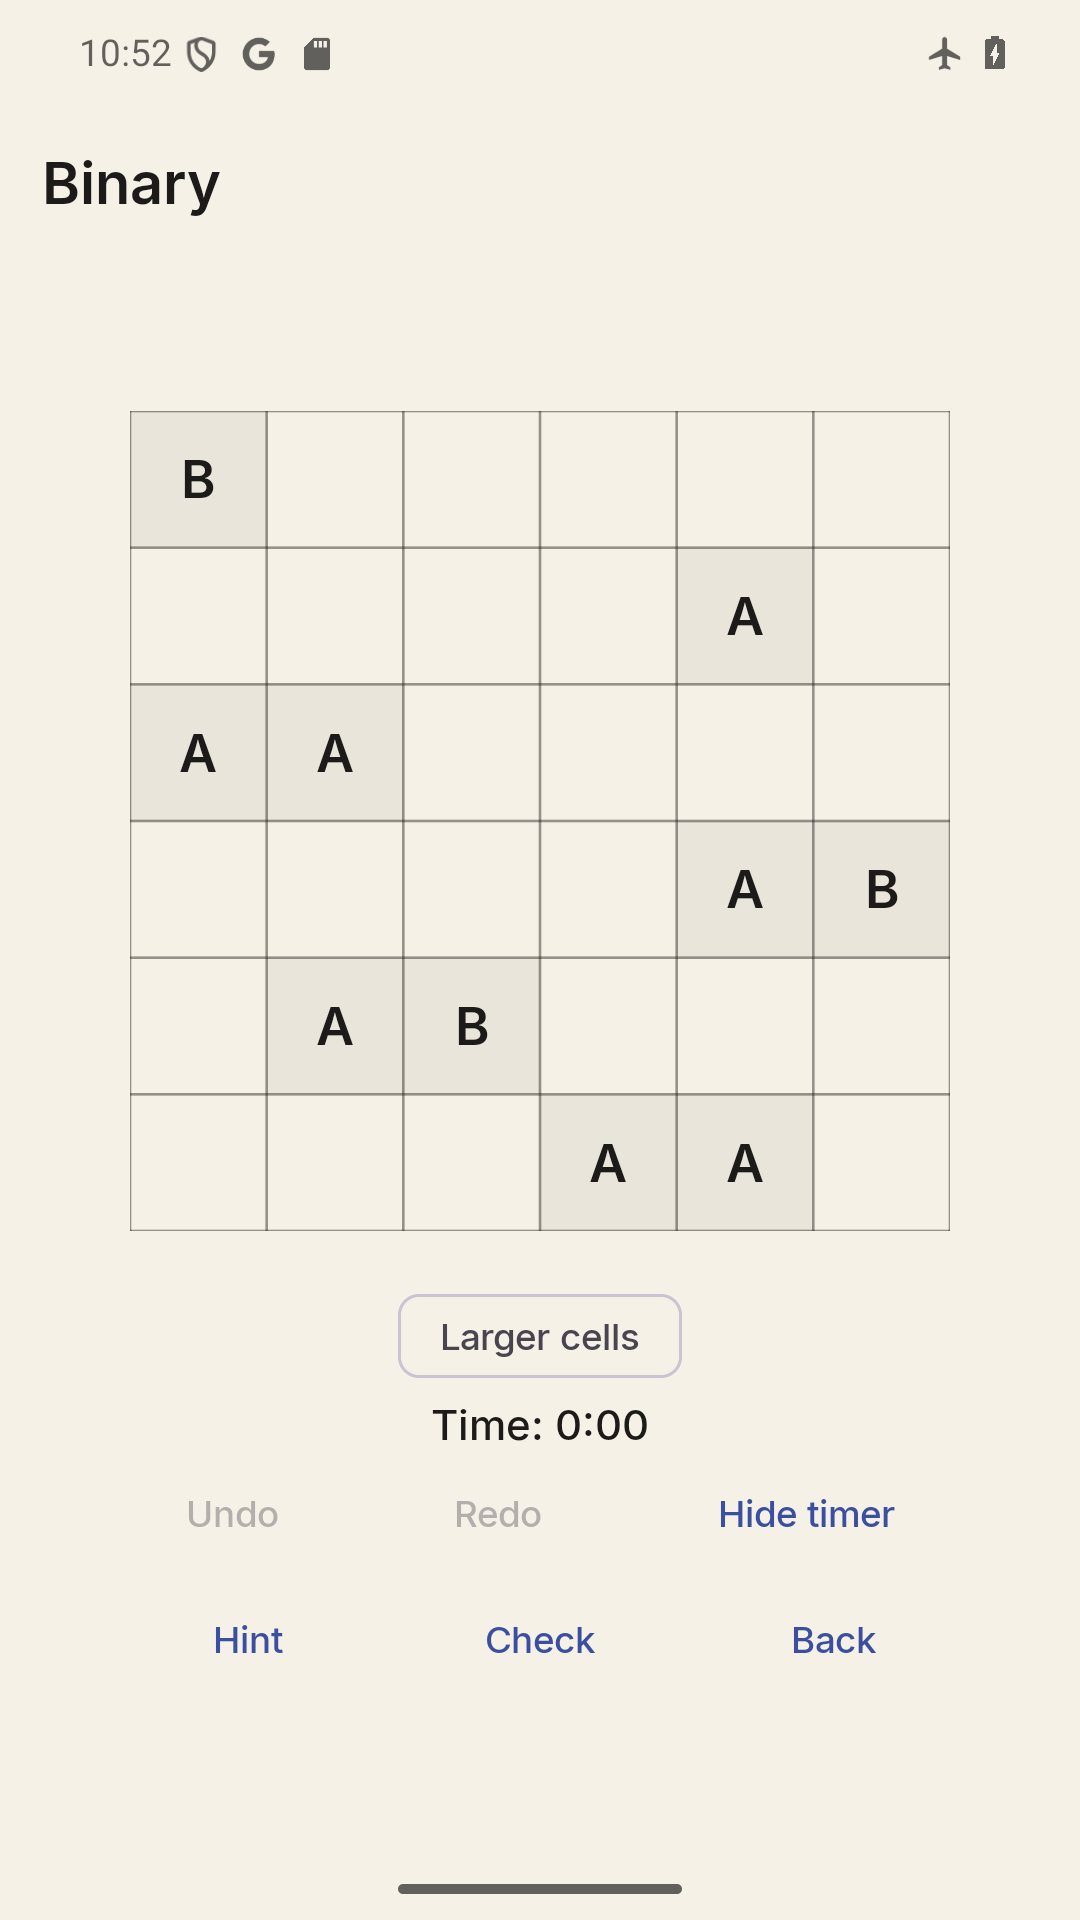 10:52
Binary
B
A
A A
A B
A B
A A
Larger cells
Time: 0:00
Undo Redo Hide timer
Hint Check Back